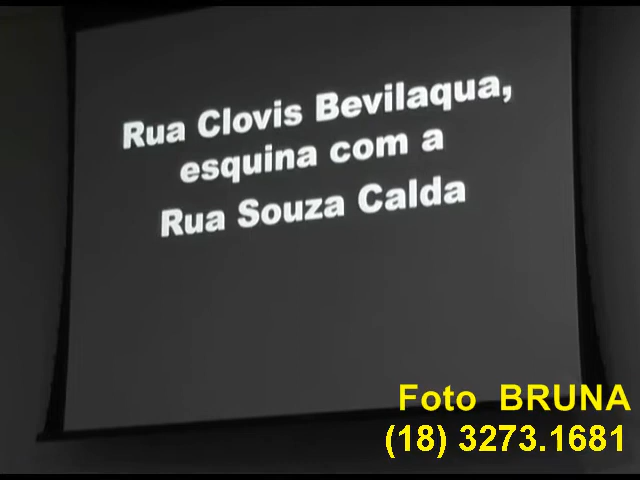 Rua Clovis Bevilaqua,
esquina com a
Rua Souza Calda
Foto BRUNA
(18) 3273.1681